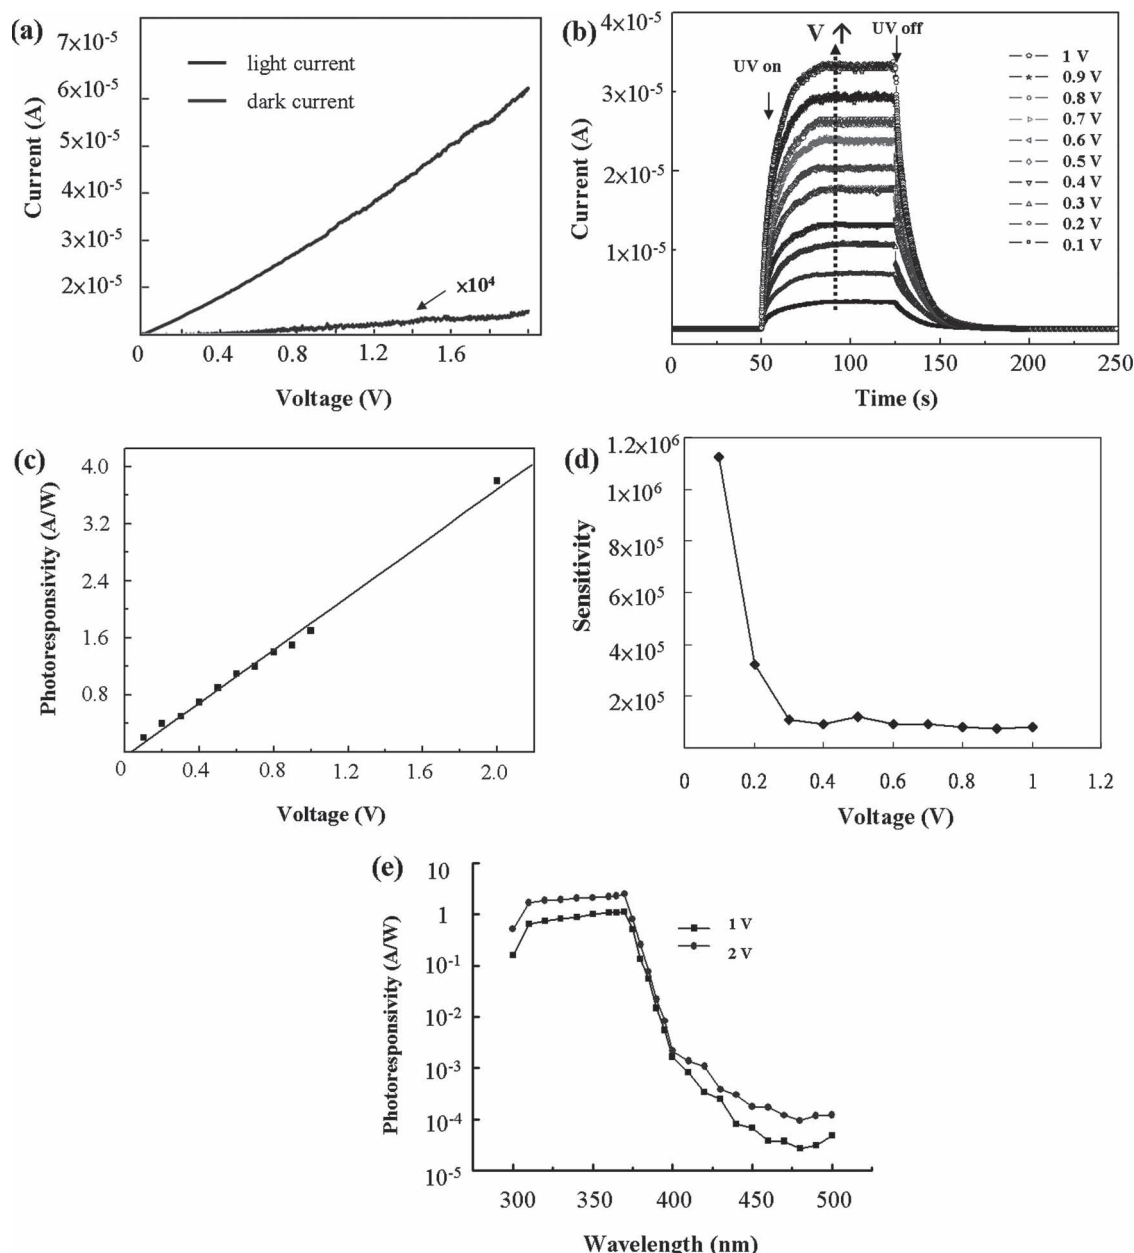 (a)
7×10⁻⁵
6×10⁻⁵
5×10⁻⁵
4×10⁻⁵
3×10⁻⁵
2×10⁻⁵
Current (A)
light current
dark current
×10⁴
0 0.4 0.8 1.2 1.6
Voltage (V)
(b)
4×10⁻⁵
3×10⁻⁵
2×10⁻⁵
1×10⁻⁵
0
Current (A)
UV on
V ↑
UV off
1 V
0.9 V
0.8 V
0.7 V
0.6 V
0.5 V
0.4 V
0.3 V
0.2 V
0.1 V
0 50 100 150 200 250
Time (s)
(c)
4.0
3.2
2.4
1.6
0.8
Photoresponsivity (A/W)
0 0.4 0.8 1.2 1.6 2.0
Voltage (V)
(d)
1.2×10⁶
1×10⁶
8×10⁵
6×10⁵
4×10⁵
2×10⁵
Sensitivity
0 0.2 0.4 0.6 0.8 1 1.2
Voltage (V)
(e)
10
1
10⁻¹
10⁻²
10⁻³
10⁻⁴
10⁻⁵
Photoresponsivity (A/W)
1 V
2 V
300 350 400 450 500
Wavelength (nm)